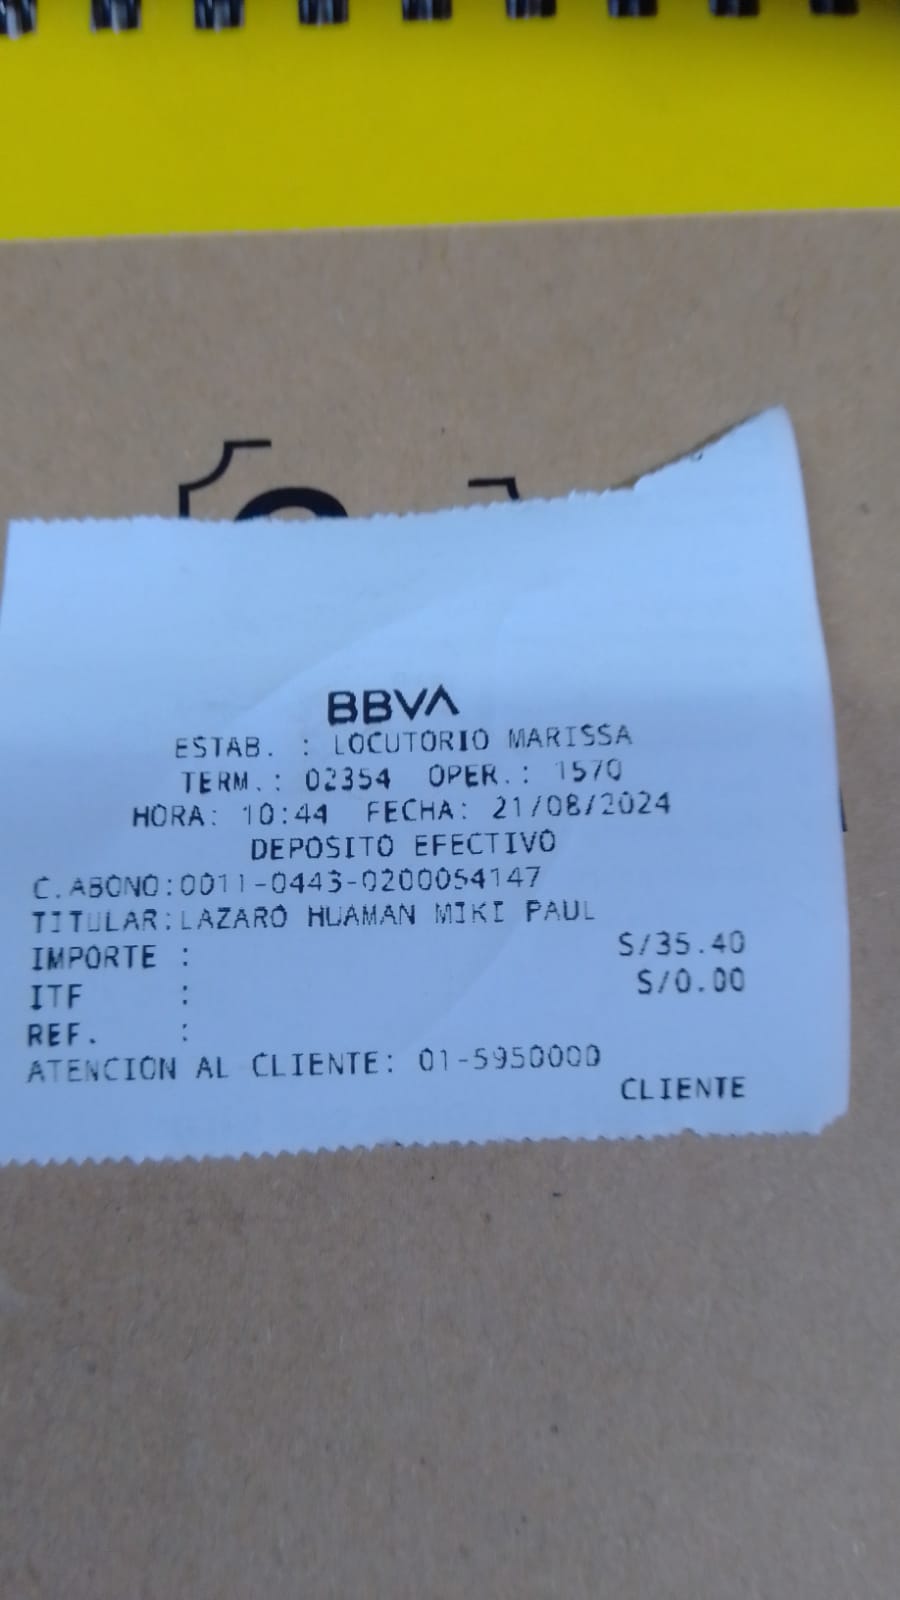 BBVA
ESTAB. : LOCUTORIO MARISSA
TERM.: 02354 OPER.: 1570
HORA: 10:44 FECHA: 21/08/2024
DEPOSITO EFECTIVO
C.ABONO:0011-0443-0200054147
TITULAR:LAZARO HUAMAN MIKI PAUL
IMPORTE : S/35.40
ITF : S/0.00
REF. :
ATENCION AL CLIENTE: 01-5950000
CLIENTE